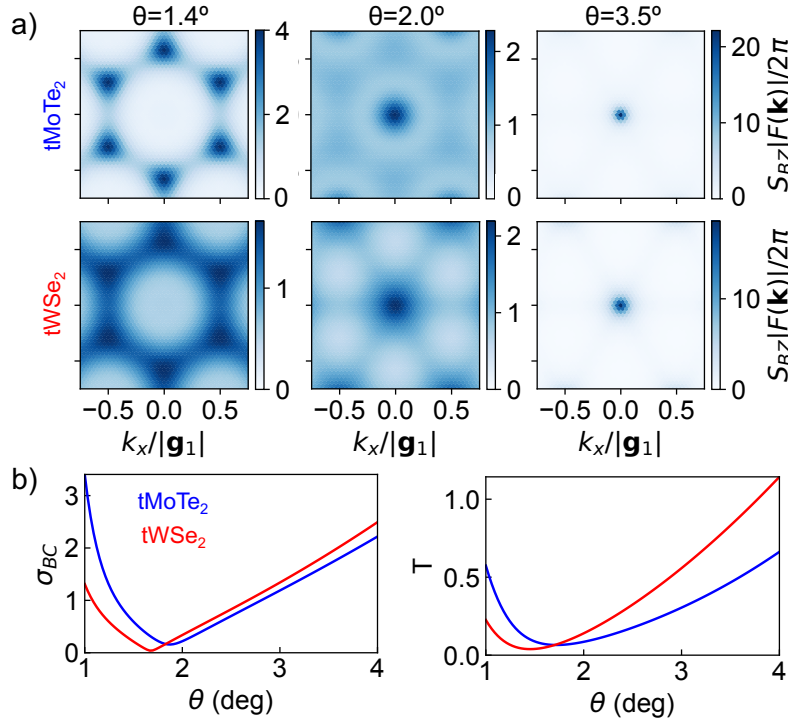 a)
θ=1.4º
θ=2.0º
θ=3.5º
tMoTe₂
4
2
0
2
1
0
20
10
0
S_BZ|F(k)|/2π
tWSe₂
1
0
2
1
0
10
0
S_BZ|F(k)|/2π
−0.5 0.0 0.5
−0.5 0.0 0.5
−0.5 0.0 0.5
k_x/|g₁|
k_x/|g₁|
k_x/|g₁|
b)
tMoTe₂
tWSe₂
σ_BC
3
2
1
0
1 2 3 4
θ (deg)
T
1.0
0.5
0.0
1 2 3 4
θ (deg)